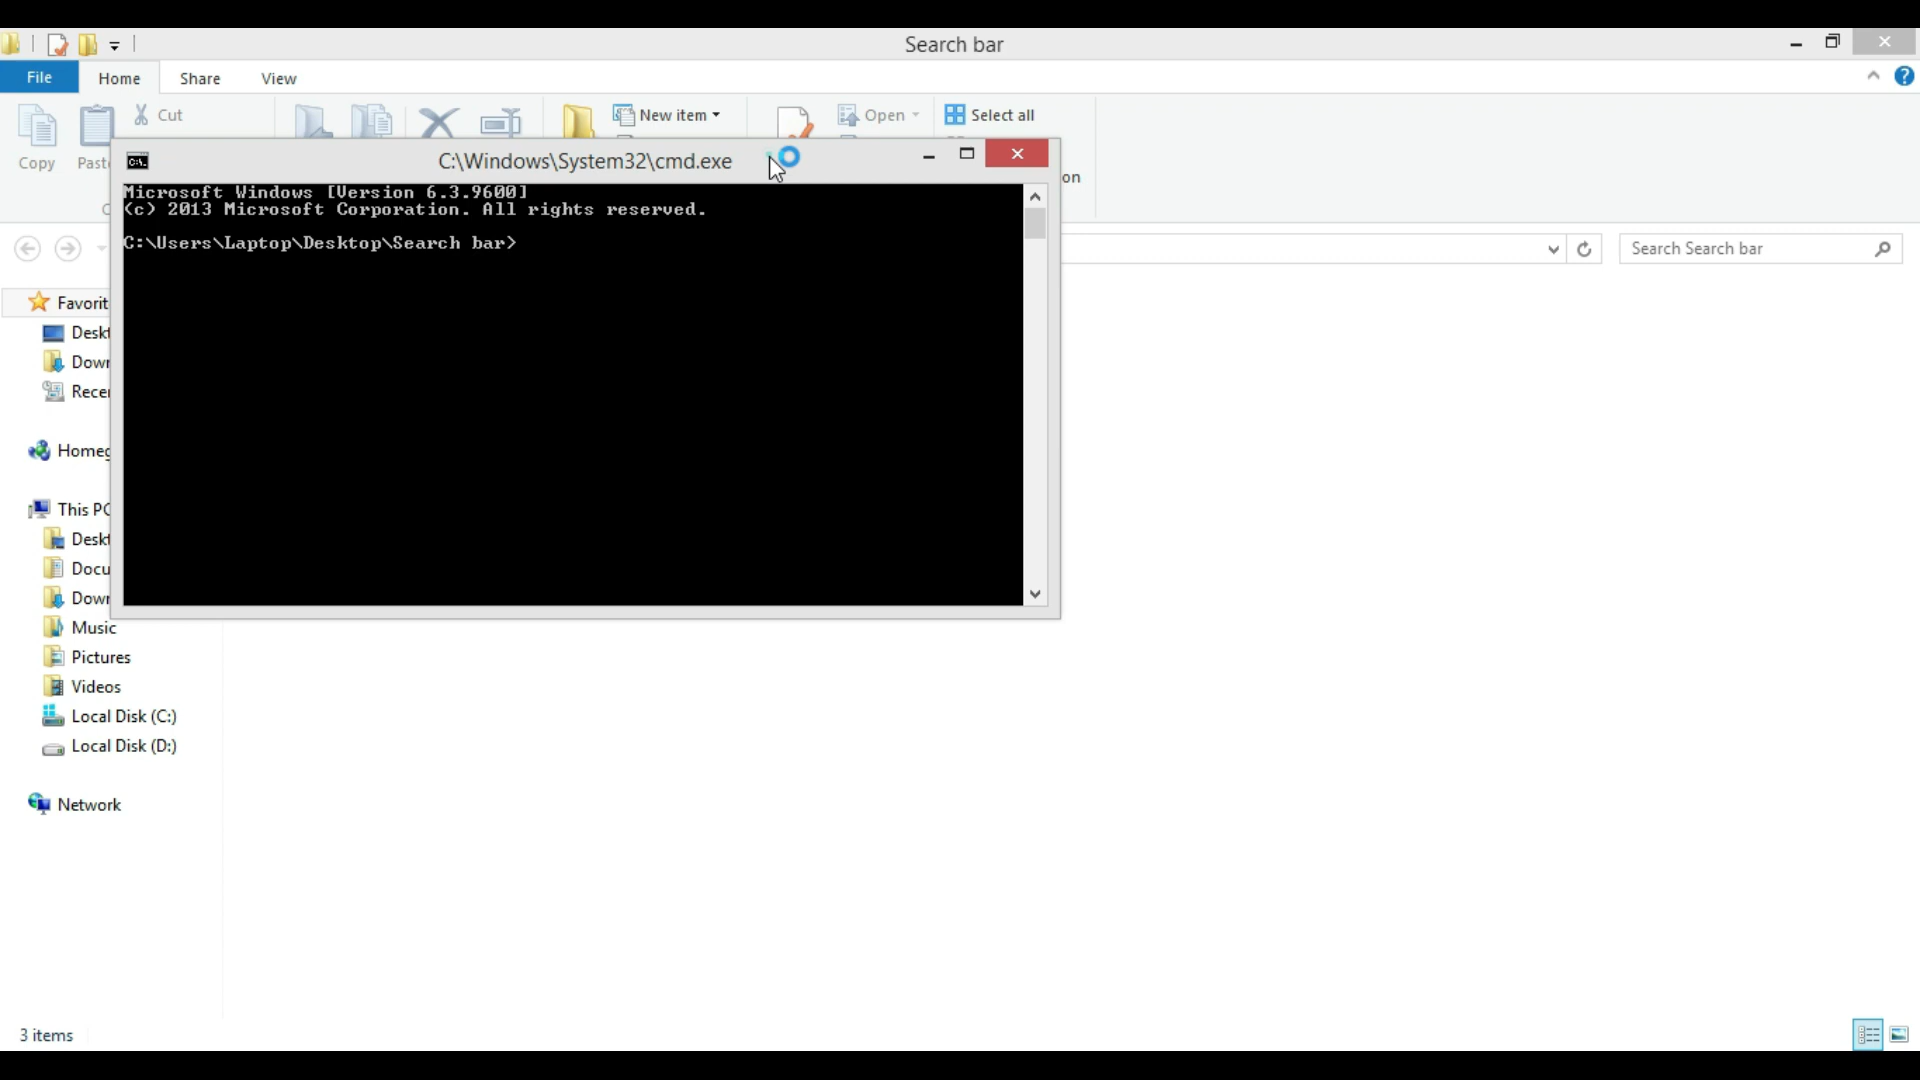 Search bar
File
Home
Share
View
Copy
Cut
New item
Open
Select all
C:\Windows\System32\cmd.exe
Microsoft Windows [Version 6.3.9600]
(c) 2013 Microsoft Corporation. All rights reserved.
C:\Users\Laptop\Desktop\Search bar>
Search Search bar
Music
Pictures
Videos
Local Disk (C:)
Local Disk (D:)
Network
3 items